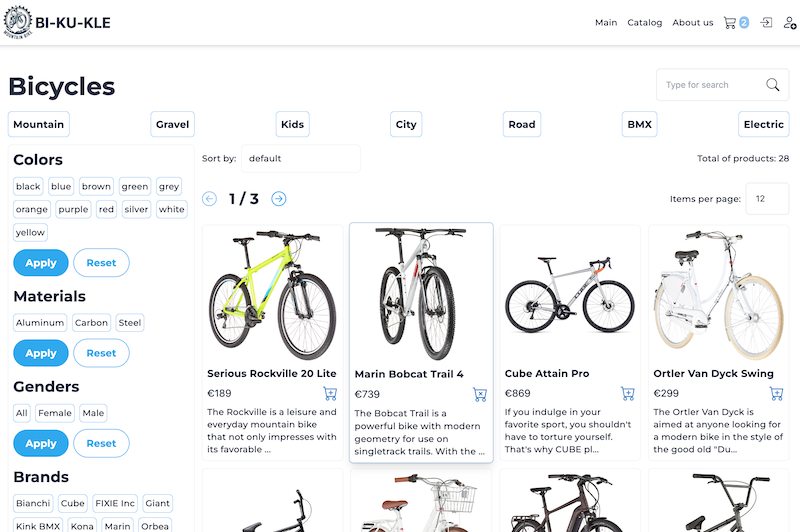 MOUNTAIN BIKE
BI-KU-KLE
Main Catalog About us 2
Bicycles
Type for search
Mountain Gravel Kids City Road BMX Electric
Colors
black blue brown green grey
orange purple red silver white
yellow
Apply Reset
Materials
Aluminum Carbon Steel
Apply Reset
Genders
All Female Male
Apply Reset
Brands
Bianchi Cube FIXIE Inc Giant
Kink BMX Kona Marin Orbea
Sort by: default
Total of products: 28
1 / 3
Items per page: 12
Serious Rockville 20 Lite
€189
The Rockville is a leisure and
everyday mountain bike
that not only impresses with
its favorable ...
Marin Bobcat Trail 4
€739
The Bobcat Trail is a
powerful bike with modern
geometry for use on
singletrack trails. With the ...
Cube Attain Pro
€869
If you indulge in your
favorite sport, you shouldn't
have to torture yourself.
That's why CUBE pl...
Ortler Van Dyck Swing
€299
The Ortler Van Dyck is
aimed at anyone looking for
a modern bike in the style of
the good old "Du...